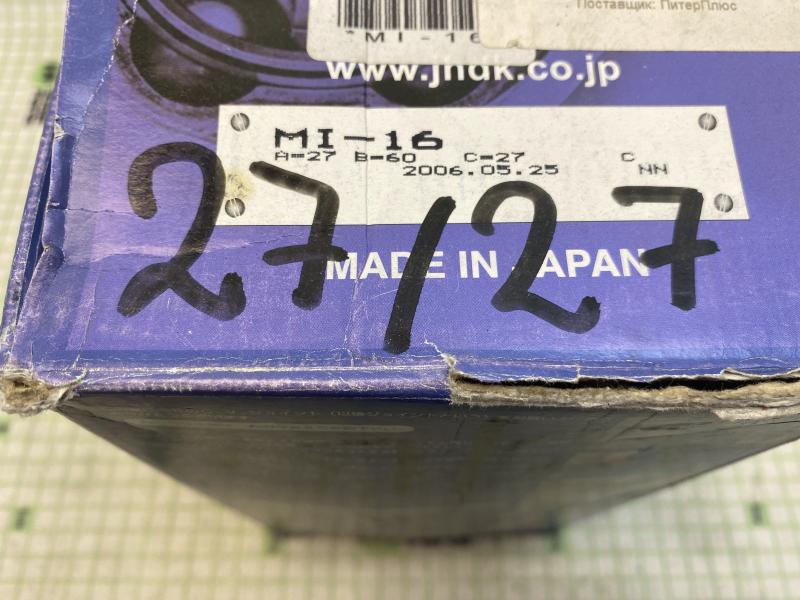 Поставщик: ПитерПлюс
*MI-16
www.jhdk.co.jp
MI-16
A=27 B=60 C=27 C
2006.05.25 NN
27/27
MADE IN JAPAN